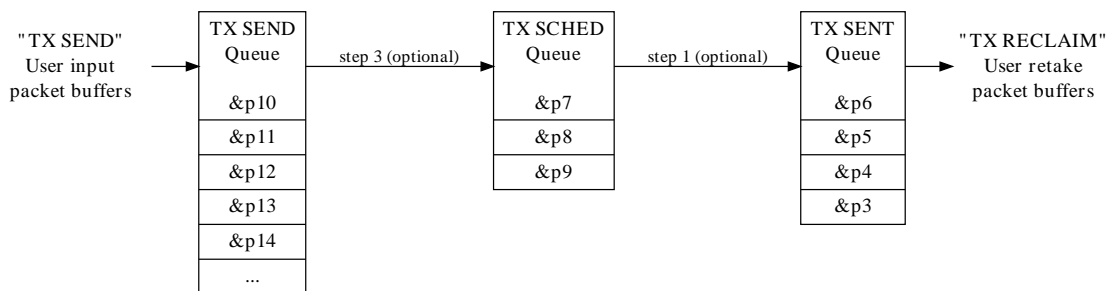 "TX SEND"
User input
packet buffers
TX SEND
Queue
&p10
&p11
&p12
&p13
&p14
...
step 3 (optional)
TX SCHED
Queue
&p7
&p8
&p9
step 1 (optional)
TX SENT
Queue
&p6
&p5
&p4
&p3
"TX RECLAIM"
User retake
packet buffers